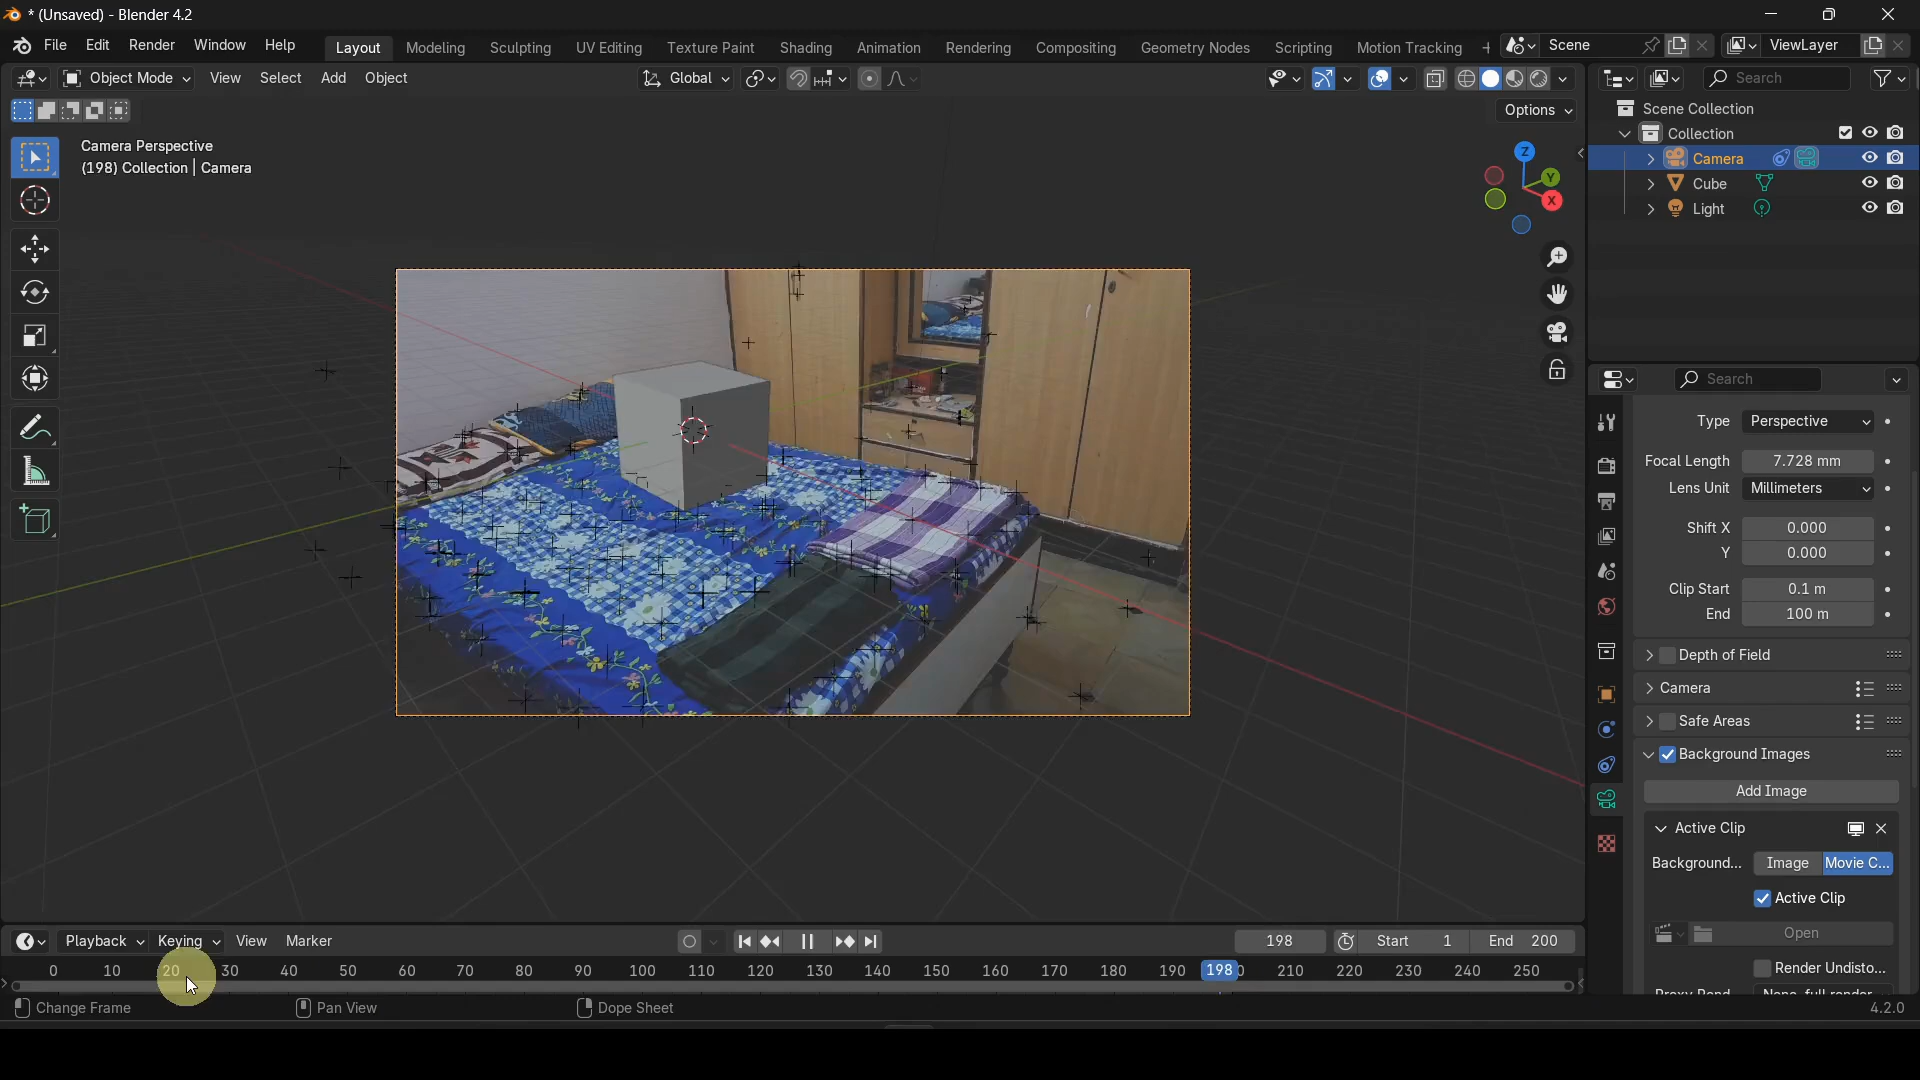 * (Unsaved) - Blender 4.2
File Edit Render Window Help Layout Modeling Sculpting UV Editing Texture Paint Shading Animation Rendering Compositing Geometry Nodes Scripting Motion Tracking + Scene ViewLayer
Object Mode View Select Add Object Global Search
Options
Camera Perspective
(198) Collection | Camera
Z
Y
X
Scene Collection
Collection
Camera
Cube
Light
Search
Type Perspective
Focal Length 7.728 mm
Lens Unit Millimeters
Shift X 0.000
Y 0.000
Clip Start 0.1 m
End 100 m
Depth of Field
Camera
Safe Areas
Background Images
Add Image
Active Clip
Background... Image Movie C...
Active Clip
Open
Render Undisto...
Playback Keying View Marker 198 Start 1 End 200
0 10 20 30 40 50 60 70 80 90 100 110 120 130 140 150 160 170 180 190 198 210 220 230 240 250
Change Frame Pan View Dope Sheet 4.2.0